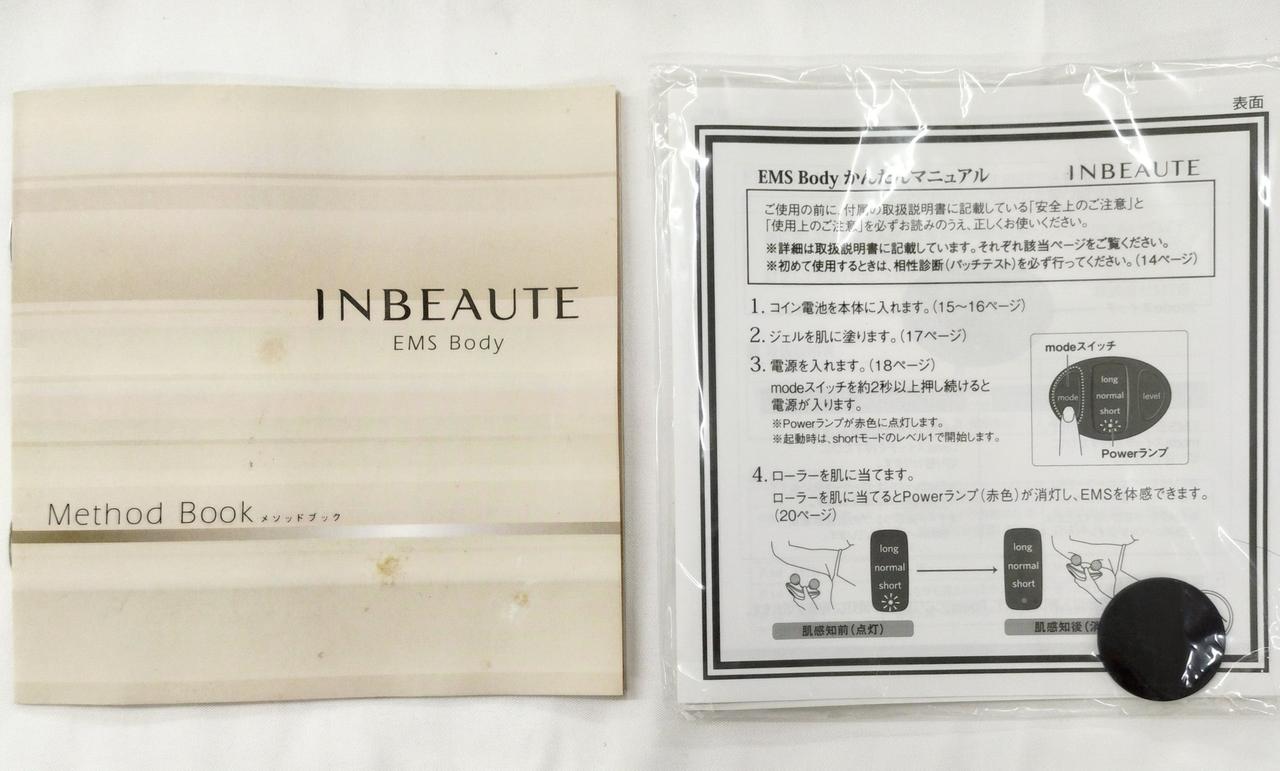 INBEAUTE
EMS Body
Method Book メソッドブック
表面
EMS Body かんたんマニュアル INBEAUTE
ご使用の前に、付属の取扱説明書に記載している「安全上のご注意」と
「使用上のご注意」を必ずお読みのうえ、正しくお使いください。
※詳細は取扱説明書に記載しています。それぞれ該当ページをご覧ください。
※初めて使用するときは、相性診断(パッチテスト)を必ず行ってください。(14ページ)
1. コイン電池を本体に入れます。(15〜16ページ)
2. ジェルを肌に塗ります。(17ページ)
3. 電源を入れます。(18ページ)
modeスイッチを約2秒以上押し続けると
電源が入ります。
※Powerランプが赤色に点灯します。
※起動時は、shortモードのレベル1で開始します。
modeスイッチ
long
mode normal level
short
Powerランプ
4. ローラーを肌に当てます。
ローラーを肌に当てるとPowerランプ(赤色)が消灯し、EMSを体感できます。
(20ページ)
long
normal
short
long
normal
short
肌感知前(点灯)
肌感知後(消